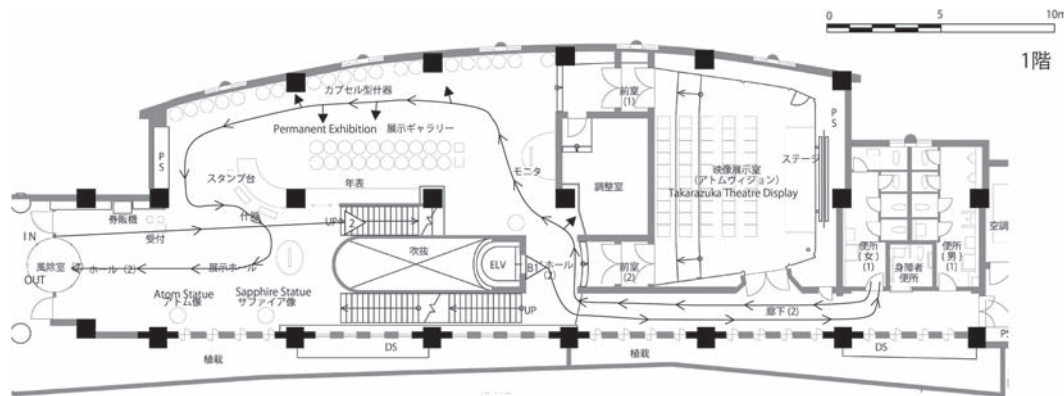 0 5 10m
1階
カプセル型什器
Permanent Exhibition 展示ギャラリー
PS
スタンプ台
年表
モニタ
什器
前室
(1)
調整室
映像展示室
(アトムヴィジョン)
Takarazuka Theatre Display
ステージ
PS
券販機
受付
IN
風除室
OUT
ホール (2)
展示ホール
UP
2
吹抜
ELV
B1
ホール
(2)
前室
(2)
便所
(女)
(1)
身障者
便所
便所
(男)
(1)
空調
Atom Statue
アトム像
Sapphire Statue
サファイア像
UP
廊下 (2)
植栽
DS
植栽
DS